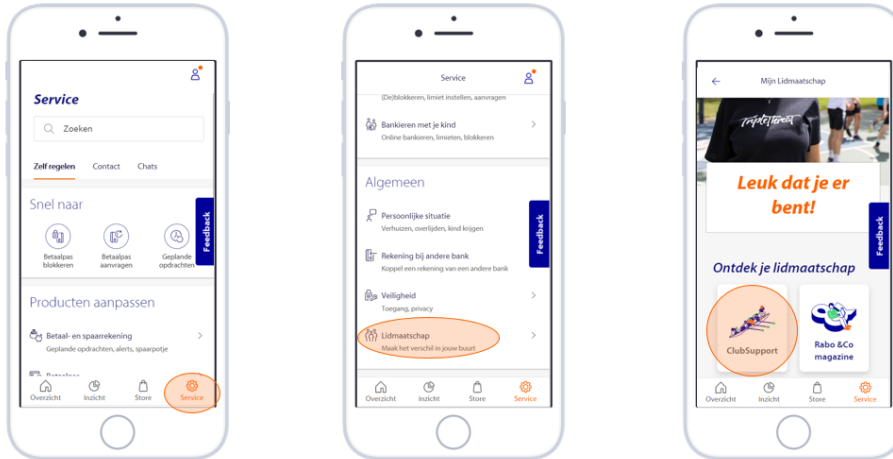 Service
Zoeken
Zelf regelen Contact Chats
Snel naar
Feedback
Betaalpas blokkeren
Betaalpas aanvragen
Geplande opdrachten
Producten aanpassen
Betaal- en spaarrekening
Geplande opdrachten, alerts, spaarpotje
Betaalpas
Overzicht Inzicht Store Service
Service
(De)blokkeren, limiet instellen, aanvragen
Bankieren met je kind
Online bankieren, limieten, blokkeren
Algemeen
Persoonlijke situatie
Verhuizen, overlijden, kind krijgen
Feedback
Rekening bij andere bank
Koppel een rekening van een andere bank
Veiligheid
Toegang, privacy
Lidmaatschap
Maak het verschil in jouw buurt
Overzicht Inzicht Store Service
Mijn Lidmaatschap
TripleThreat
Leuk dat je er
bent!
Feedback
Ontdek je lidmaatschap
ClubSupport
Rabo &Co
magazine
Overzicht Inzicht Store Service